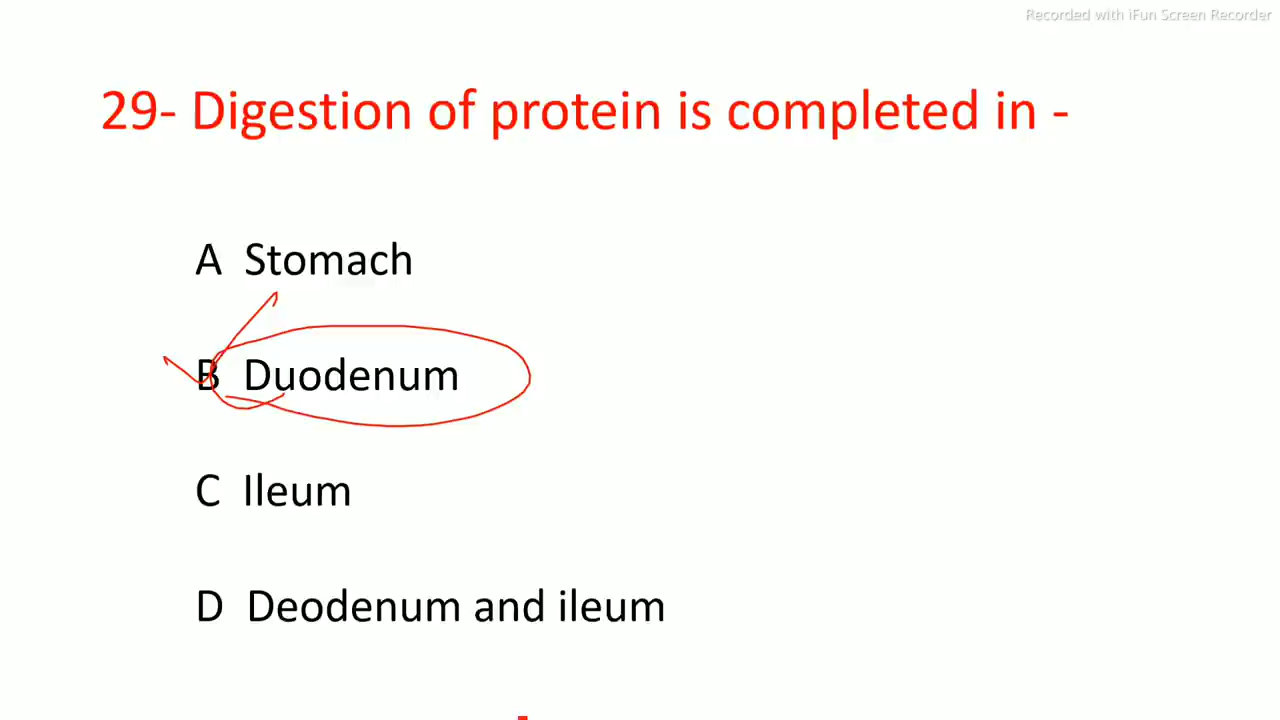 Recorded with iFun Screen Recorder
29- Digestion of protein is completed in -
A Stomach
B Duodenum
C Ileum
D Deodenum and ileum